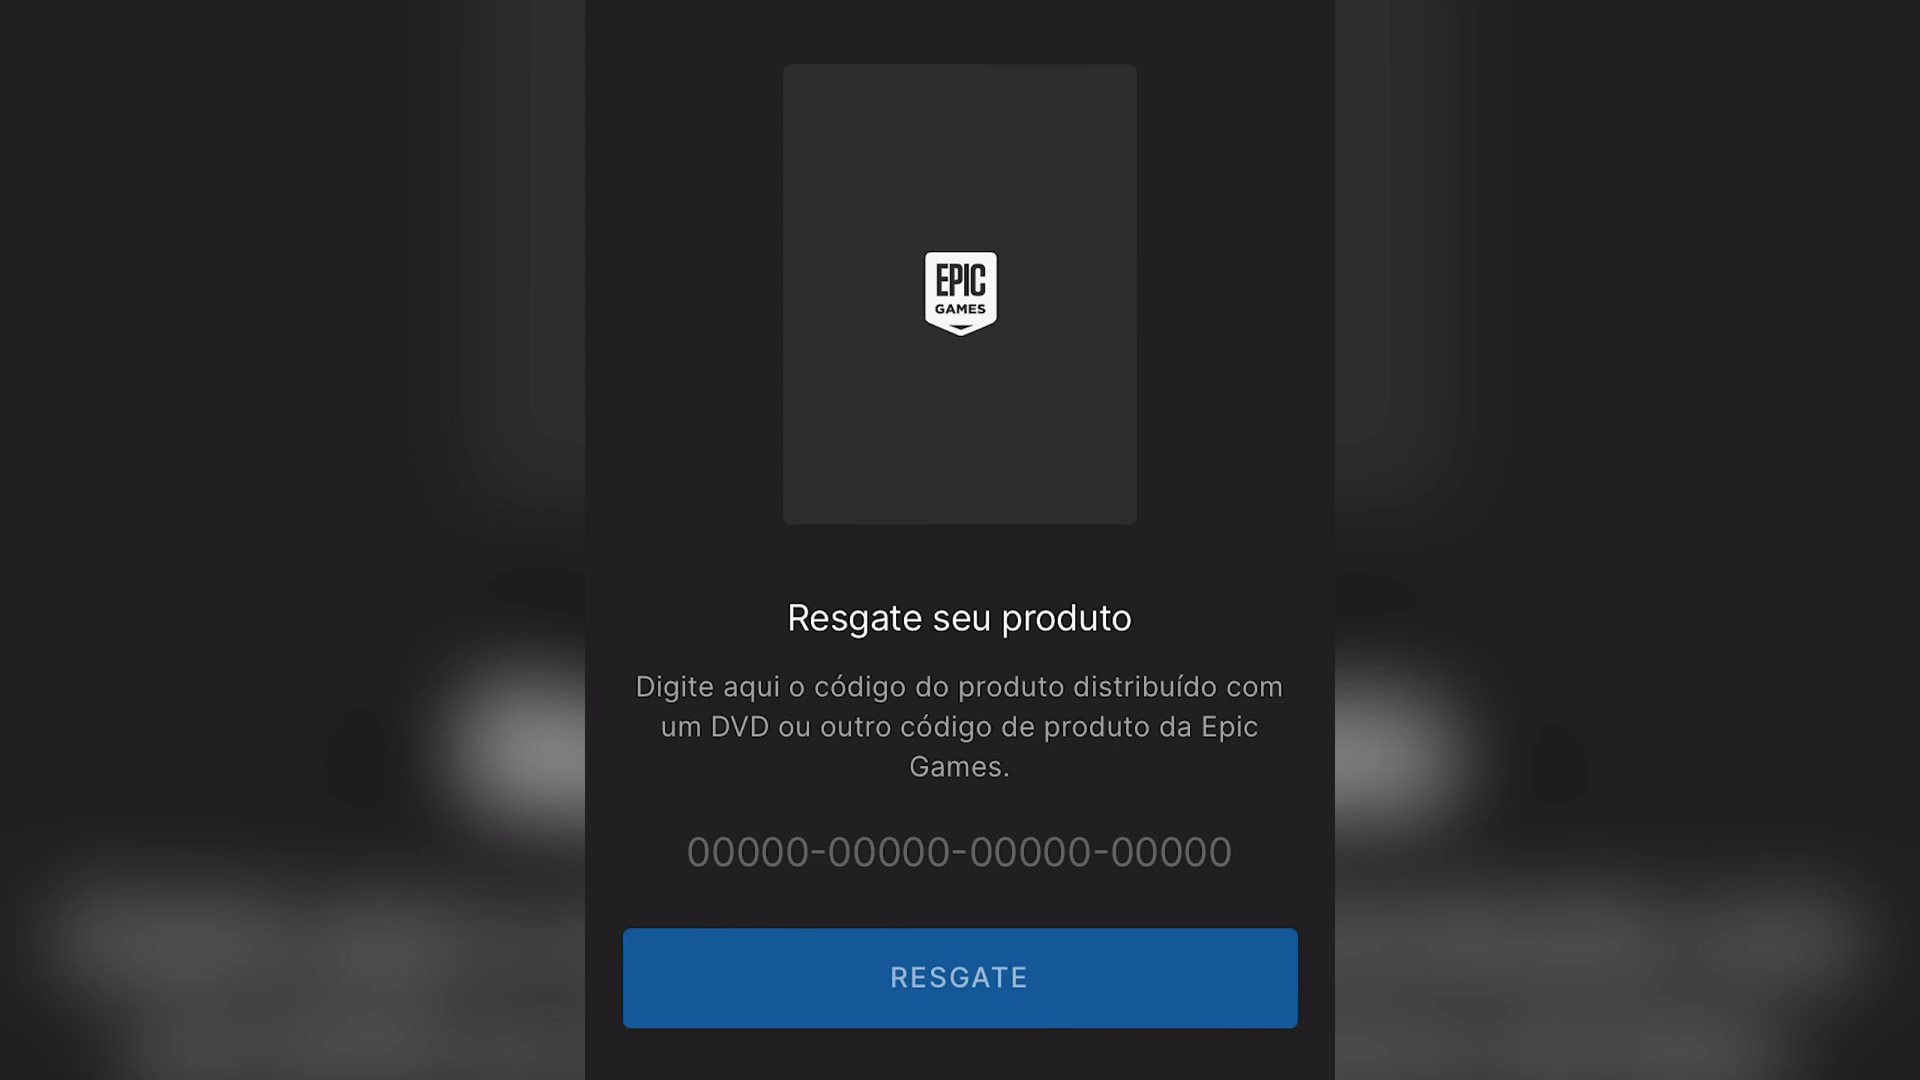 EPIC
GAMES
Resgate seu produto
Digite aqui o código do produto distribuído com
um DVD ou outro código de produto da Epic
Games.
00000-00000-00000-00000
RESGATE